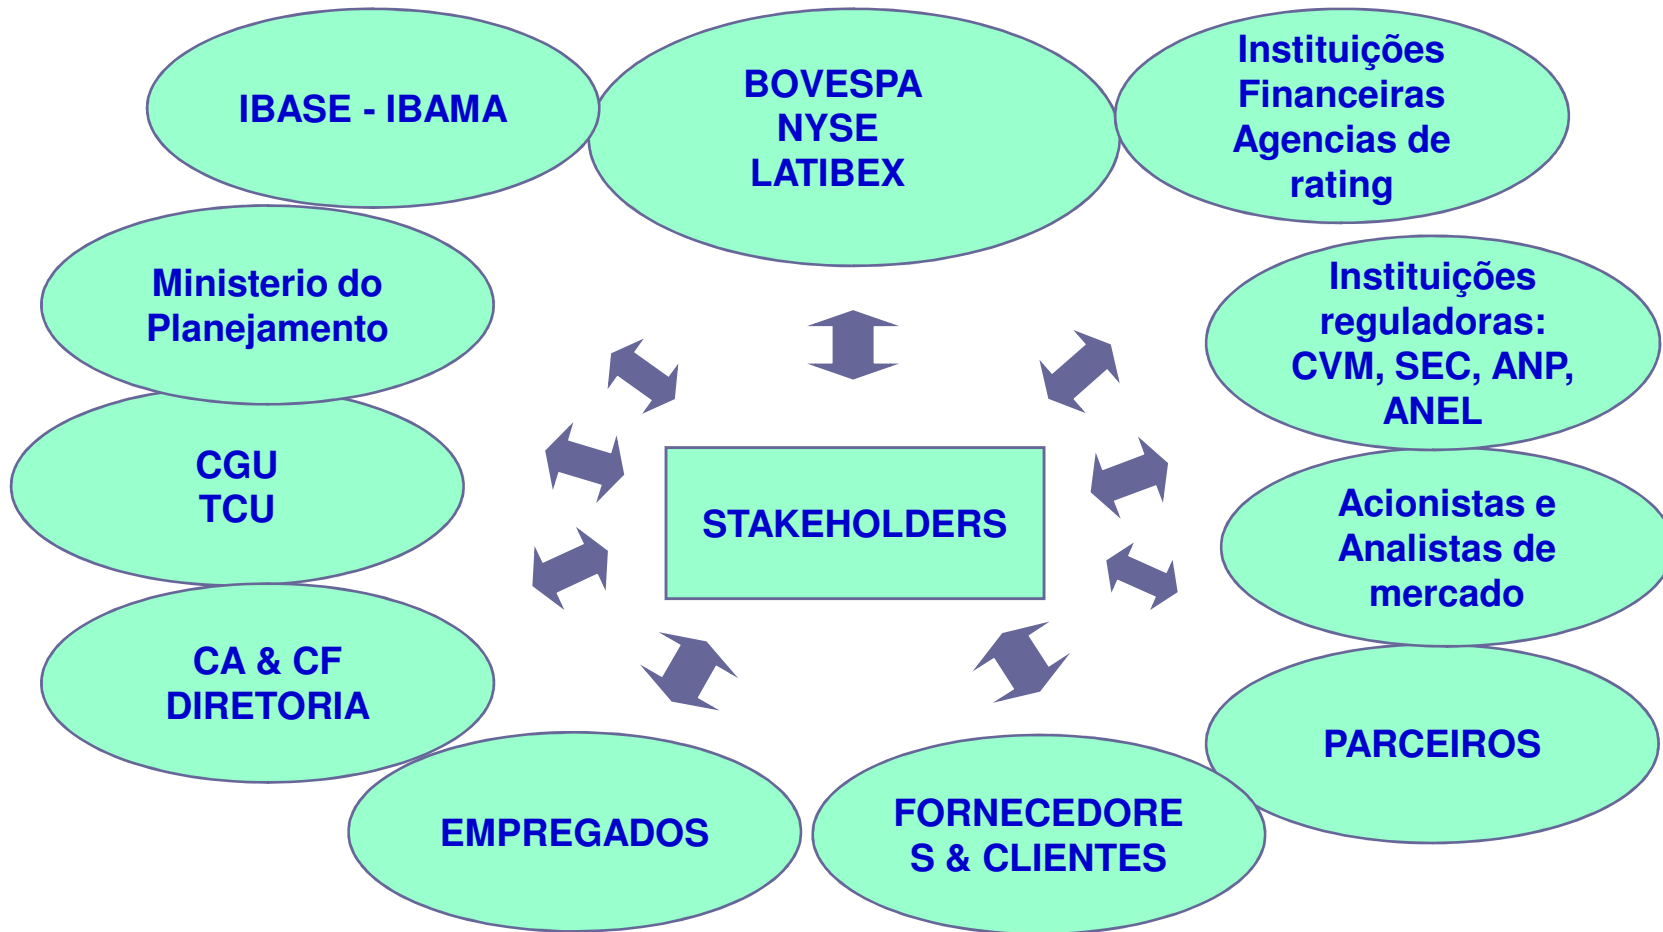 IBASE - IBAMA
BOVESPA
NYSE
LATIBEX
Instituições
Financeiras
Agencias de
rating
Ministerio do
Planejamento
Instituições
reguladoras:
CVM, SEC, ANP,
ANEL
CGU
TCU
STAKEHOLDERS
Acionistas e
Analistas de
mercado
CA & CF
DIRETORIA
PARCEIROS
EMPREGADOS
FORNECEDORE
S & CLIENTES